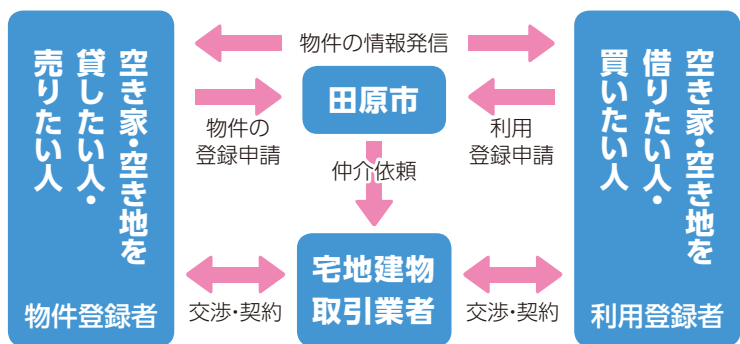 空き家・空き地を
貸したい人・
売りたい人
物件登録者
物件の情報発信
田原市
物件の
登録申請
利用
登録申請
仲介依頼
宅地建物
取引業者
交渉・契約
交渉・契約
空き家・空き地を
借りたい人・
買いたい人
利用登録者